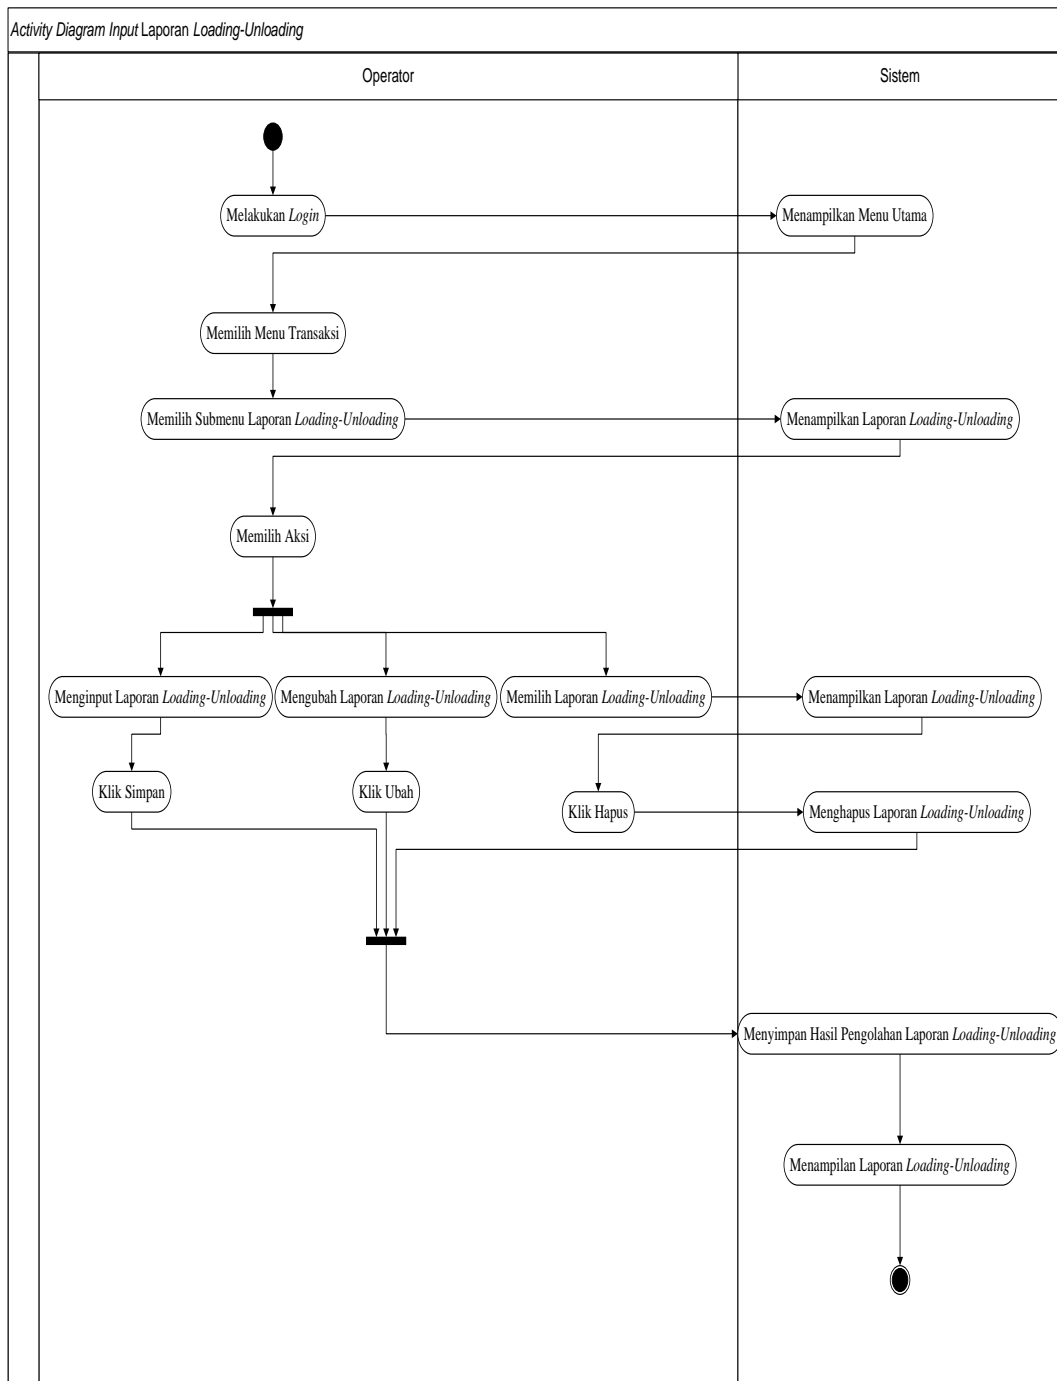 Activity Diagram Input Laporan Loading-Unloading
Operator
Sistem
Melakukan Login
Menampilkan Menu Utama
Memilih Menu Transaksi
Memilih Submenu Laporan Loading-Unloading
Menampilkan Laporan Loading-Unloading
Memilih Aksi
Menginput Laporan Loading-Unloading
Mengubah Laporan Loading-Unloading
Memilih Laporan Loading-Unloading
Menampilkan Laporan Loading-Unloading
Klik Simpan
Klik Ubah
Klik Hapus
Menghapus Laporan Loading-Unloading
Menyimpan Hasil Pengolahan Laporan Loading-Unloading
Menampilan Laporan Loading-Unloading